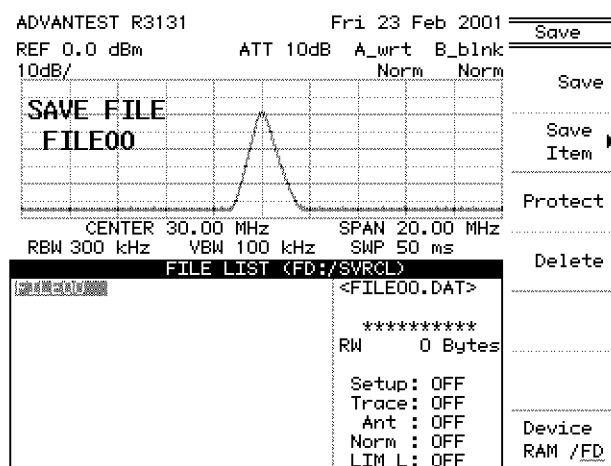 ADVANTEST R3131 Fri 23 Feb 2001
REF 0.0 dBm ATT 10dB A_wrt B_blnk
10dB/ Norm Norm
SAVE FILE
FILE00
CENTER 30.00 MHz SPAN 20.00 MHz
RBW 300 kHz VBW 100 kHz SWP 50 ms
FILE LIST (FD:/SVRCL)
<FILE00.DAT>
**********
RW 0 Bytes
Setup: OFF
Trace: OFF
Ant : OFF
Norm : OFF
LIM L: OFF
Save
Save
Save
Item
Protect
Delete
Device
RAM /FD